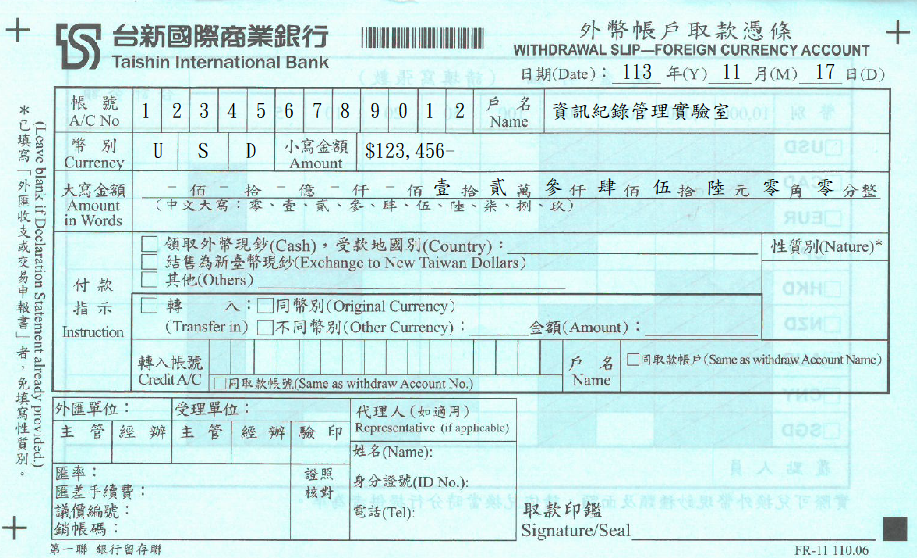 台新國際商業銀行
Taishin International Bank
外幣帳戶取款憑條
WITHDRAWAL SLIP—FOREIGN CURRENCY ACCOUNT
日期(Date): 113 年(Y) 11 月(M) 17 日(D)
帳號 A/C No 1 2 3 4 5 6 7 8 9 0 1 2 戶名 Name 資訊紀錄管理實驗室
幣別 Currency U S D 小寫金額 Amount $123,456-
大寫金額 Amount in Words -佰-拾-億-仟-佰壹拾貳萬參仟肆佰伍拾陸元零角零分整
(中文大寫:零、壹、貳、參、肆、伍、陸、柒、捌、玖)
付款指示 Instruction
□ 領取外幣現鈔(Cash),受款地國別(Country):
性質別(Nature)*
□ 結售為新臺幣現鈔(Exchange to New Taiwan Dollars)
□ 其他(Others)
□ 轉入:(Transfer in) □同幣別(Original Currency)
□不同幣別(Other Currency): 金額(Amount):
轉入帳號 Credit A/C
□同取款帳號(Same as withdraw Account No.)
戶名 Name □同取款帳戶(Same as withdraw Account Name)
外匯單位: 受理單位:
主管 經辦 主管 經辦 驗印
匯率:
匯差手續費:
議價編號:
銷帳碼:
證照核對
代理人(如適用)
Representative (if applicable)
姓名(Name):
身分證號(ID No.):
電話(Tel):
取款印鑑
Signature/Seal
第一聯 銀行留存聯
FR-11 110.06
*已填寫「外匯收支或交易申報書」者,免填寫性質別。
(Leave blank if Declaration Statement already provided.)